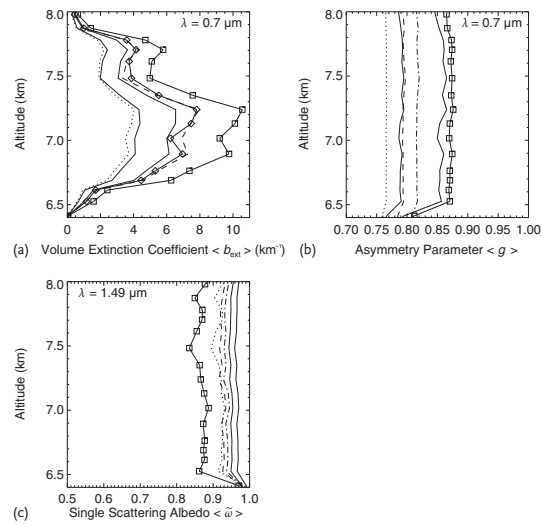 8.0
λ = 0.7 µm
7.5
Altitude (km)
7.0
6.5
0 2 4 6 8 10
(a) Volume Extinction Coefficient < b_ext > (km⁻¹)
8.0
λ = 0.7 µm
7.5
Altitude (km)
7.0
6.5
0.70 0.75 0.80 0.85 0.90 0.95 1.00
(b) Asymmetry Parameter < g >
8.0
λ = 1.49 µm
7.5
Altitude (km)
7.0
6.5
0.5 0.6 0.7 0.8 0.9 1.0
(c) Single Scattering Albedo < ω̃ >